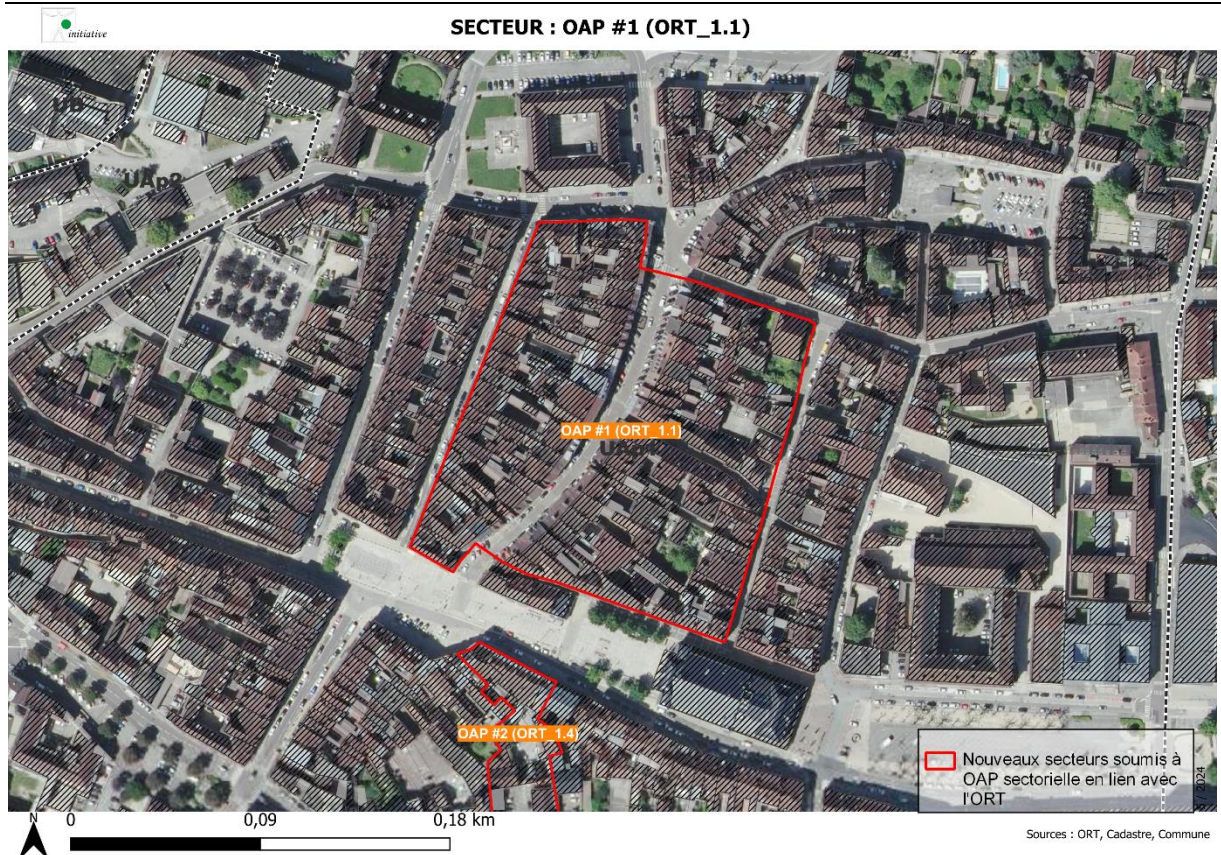 initiative
SECTEUR : OAP #1 (ORT_1.1)
UB
UAp2
OAP #1 (ORT_1.1)
OAP #2 (ORT_1.4)
Nouveaux secteurs soumis à
OAP sectorielle en lien avec
l'ORT
/ 2024
N
0
0,09
0,18 km
Sources : ORT, Cadastre, Commune